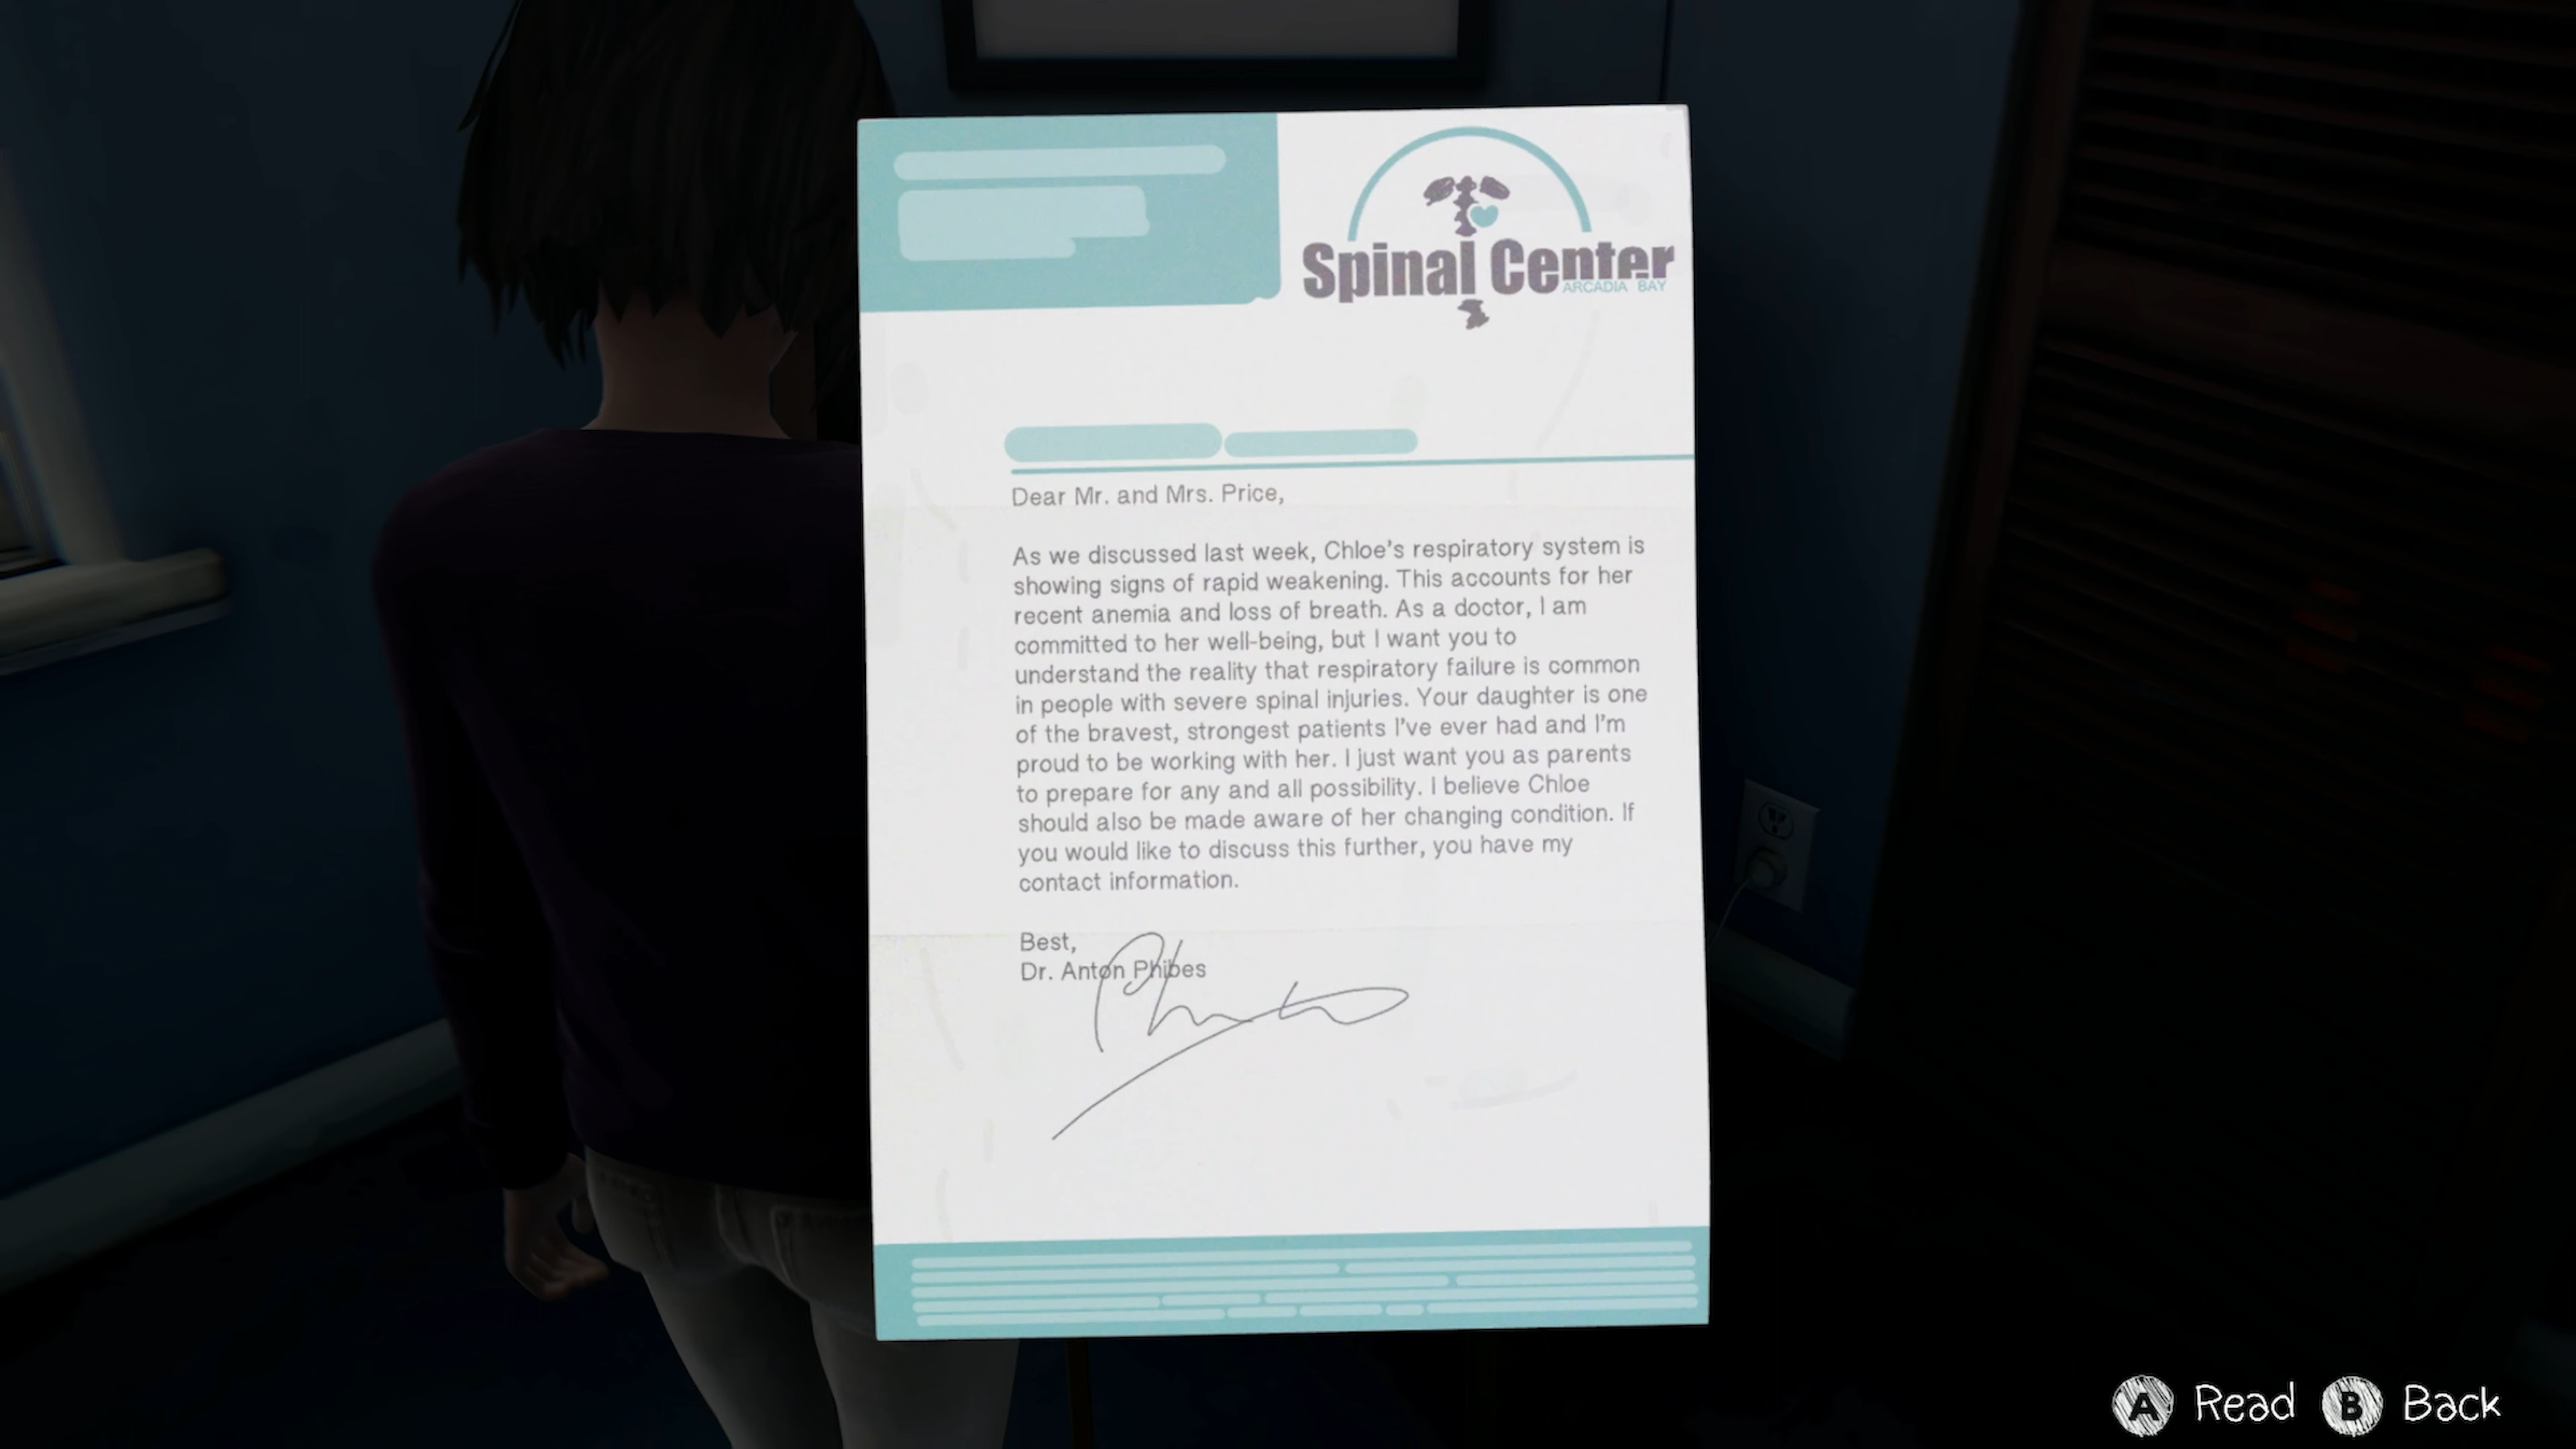 Spinal Center
ARCADIA BAY
Dear Mr. and Mrs. Price,
As we discussed last week, Chloe's respiratory system is
showing signs of rapid weakening. This accounts for her
recent anemia and loss of breath. As a doctor, I am
committed to her well-being, but I want you to
understand the reality that respiratory failure is common
in people with severe spinal injuries. Your daughter is one
of the bravest, strongest patients I've ever had and I'm
proud to be working with her. I just want you as parents
to prepare for any and all possibility. I believe Chloe
should also be made aware of her changing condition. If
you would like to discuss this further, you have my
contact information.
Best,
Dr. Anton Phibes
A Read B Back